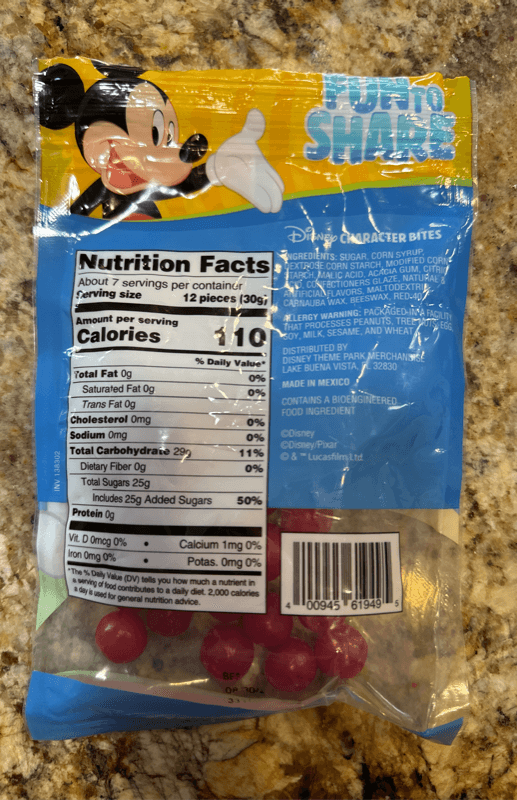 FUN TO
SHARE
Disney CHARACTER BITES
INGREDIENTS: SUGAR, CORN SYRUP,
DEXTROSE, CORN STARCH, MODIFIED CORN
STARCH, MALIC ACID, ACACIA GUM, CITRIC
ACID, CONFECTIONERS GLAZE, NATURAL &
ARTIFICIAL FLAVORS, MALTODEXTRIN,
CARNAUBA WAX, BEESWAX, RED-40
ALLERGY WARNING: PACKAGED IN A FACILITY
THAT PROCESSES PEANUTS, TREE NUTS, EGG,
SOY, MILK, SESAME, AND WHEAT
DISTRIBUTED BY
DISNEY THEME PARK MERCHANDISE
LAKE BUENA VISTA, FL 32830
MADE IN MEXICO
CONTAINS A BIOENGINEERED
FOOD INGREDIENT
©Disney
©Disney/Pixar
© & ™ Lucasfilm Ltd.
Nutrition Facts
About 7 servings per container
Serving size 12 pieces (30g)
Amount per serving
Calories 110
% Daily Value*
Total Fat 0g 0%
Saturated Fat 0g 0%
Trans Fat 0g
Cholesterol 0mg 0%
Sodium 0mg 0%
Total Carbohydrate 29g 11%
Dietary Fiber 0g 0%
Total Sugars 25g
Includes 25g Added Sugars 50%
Protein 0g
Vit. D 0mcg 0% • Calcium 1mg 0%
Iron 0mg 0% • Potas. 0mg 0%
*The % Daily Value (DV) tells you how much a nutrient in
a serving of food contributes to a daily diet. 2,000 calories
a day is used for general nutrition advice.
INV 138302
4 00945 61949 5